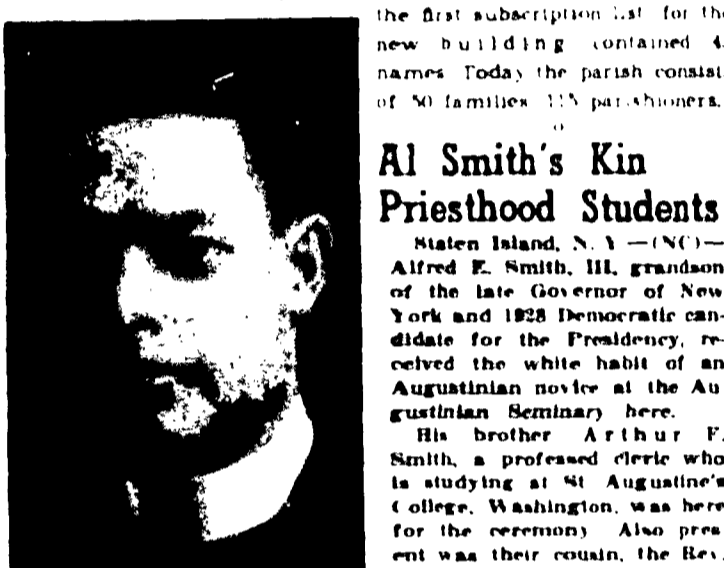 the first subscription list for the
new building contained 4
names Today the parish consist
of 50 families 115 parishioners.
Al Smith's Kin
Priesthood Students
Staten Island, N. Y —(NC)—
Alfred E. Smith, III, grandson
of the late Governor of New
York and 1928 Democratic can-
didate for the Presidency, re-
ceived the white habit of an
Augustinian novice at the Au
gustinian Seminary here.
His brother Arthur F.
Smith, a professed cleric who
is studying at St Augustine's
College, Washington, was here
for the ceremony Also pres
ent was their cousin, the Rev.